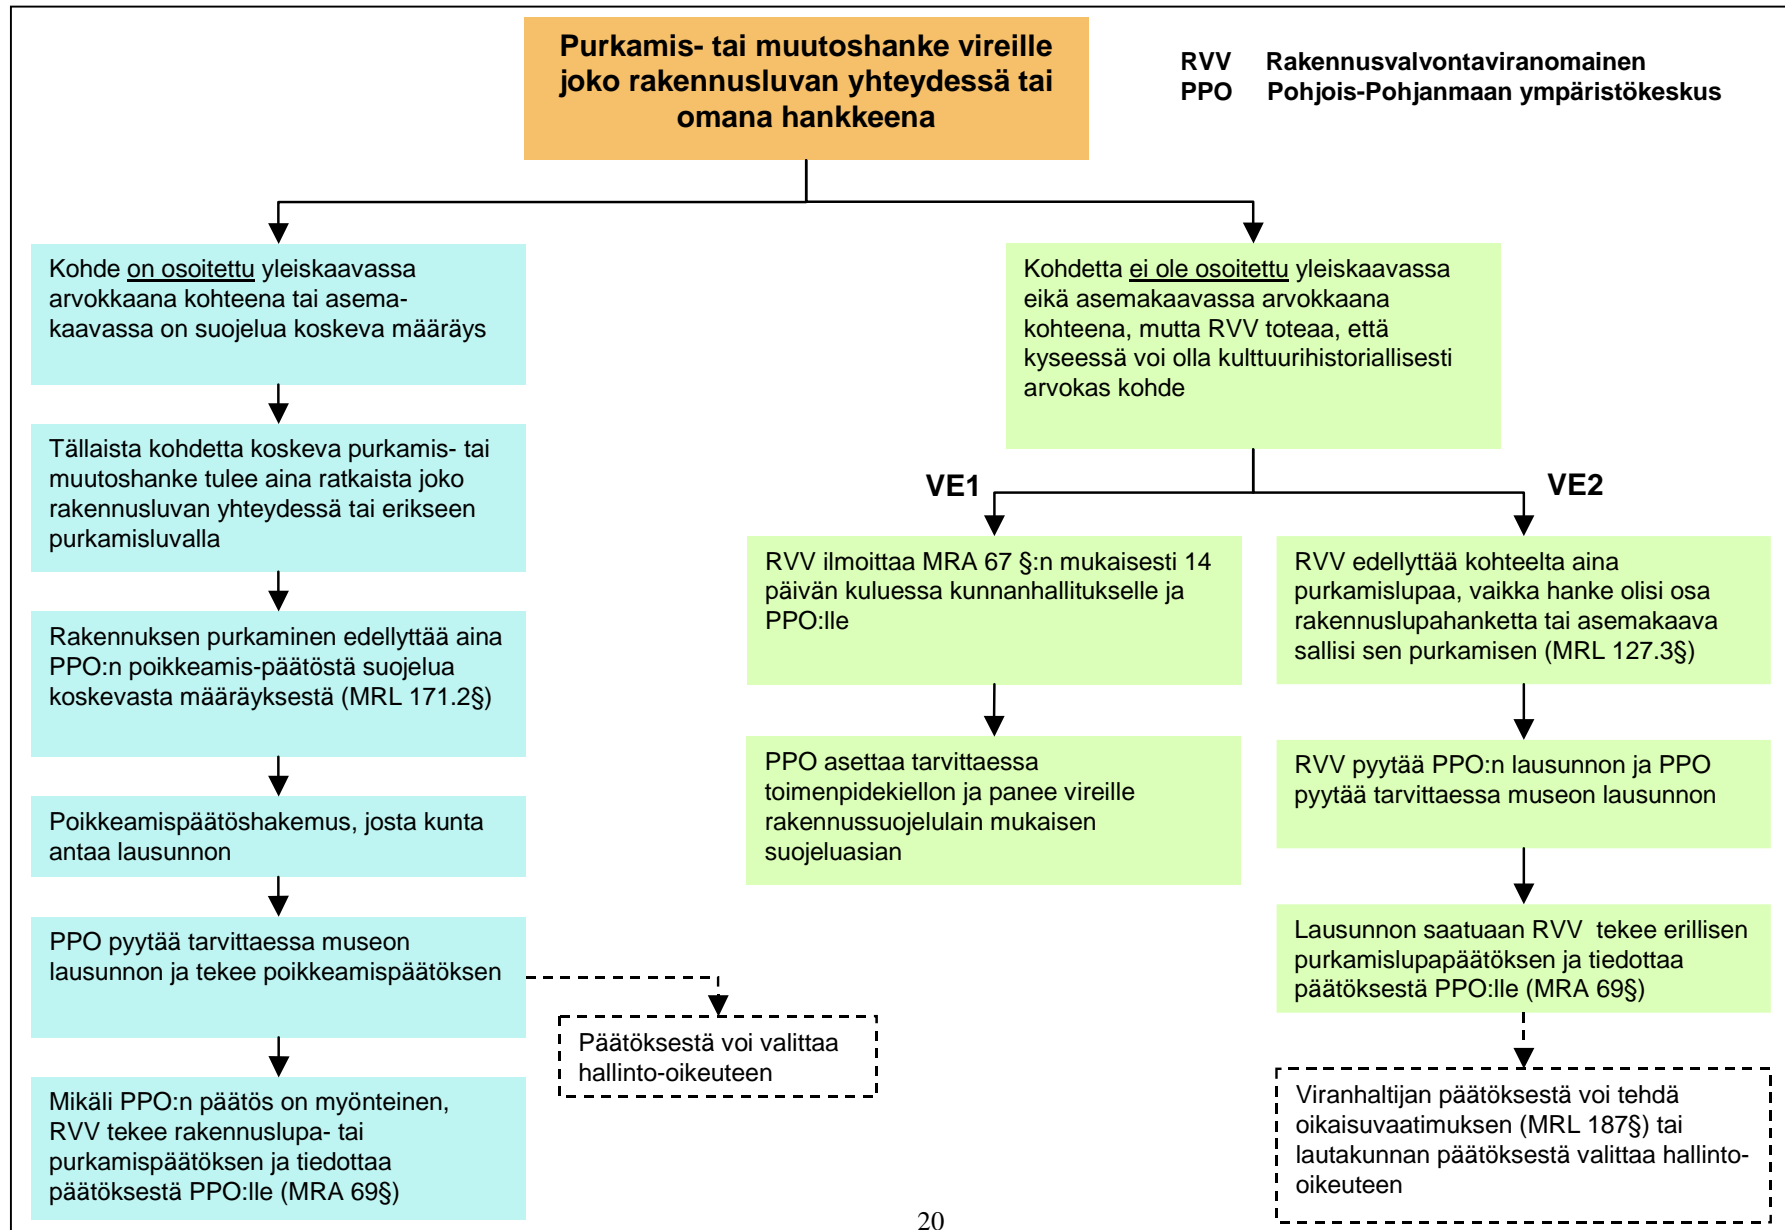 Purkamis- tai muutoshanke vireille
joko rakennusluvan yhteydessä tai
omana hankkeena
RVV Rakennusvalvontaviranomainen
PPO Pohjois-Pohjanmaan ympäristökeskus
Kohde on osoitettu yleiskaavassa
arvokkaana kohteena tai asema-
kaavassa on suojelua koskeva määräys
Tällaista kohdetta koskeva purkamis- tai
muutoshanke tulee aina ratkaista joko
rakennusluvan yhteydessä tai erikseen
purkamisluvalla
Rakennuksen purkaminen edellyttää aina
PPO:n poikkeamis-päätöstä suojelua
koskevasta määräyksestä (MRL 171.2§)
Poikkeamispäätöshakemus, josta kunta
antaa lausunnon
PPO pyytää tarvittaessa museon
lausunnon ja tekee poikkeamispäätöksen
Päätöksestä voi valittaa
hallinto-oikeuteen
Mikäli PPO:n päätös on myönteinen,
RVV tekee rakennuslupa- tai
purkamispäätöksen ja tiedottaa
päätöksestä PPO:lle (MRA 69§)
Kohdetta ei ole osoitettu yleiskaavassa
eikä asemakaavassa arvokkaana
kohteena, mutta RVV toteaa, että
kyseessä voi olla kulttuurihistoriallisesti
arvokas kohde
VE1
VE2
RVV ilmoittaa MRA 67 §:n mukaisesti 14
päivän kuluessa kunnanhallitukselle ja
PPO:lle
PPO asettaa tarvittaessa
toimenpidekiellon ja panee vireille
rakennussuojelulain mukaisen
suojeluasian
RVV edellyttää kohteelta aina
purkamislupaa, vaikka hanke olisi osa
rakennuslupahanketta tai asemakaava
sallisi sen purkamisen (MRL 127.3§)
RVV pyytää PPO:n lausunnon ja PPO
pyytää tarvittaessa museon lausunnon
Lausunnon saatuaan RVV tekee erillisen
purkamislupapäätöksen ja tiedottaa
päätöksestä PPO:lle (MRA 69§)
Viranhaltijan päätöksestä voi tehdä
oikaisuvaatimuksen (MRL 187§) tai
lautakunnan päätöksestä valittaa hallinto-
oikeuteen
20